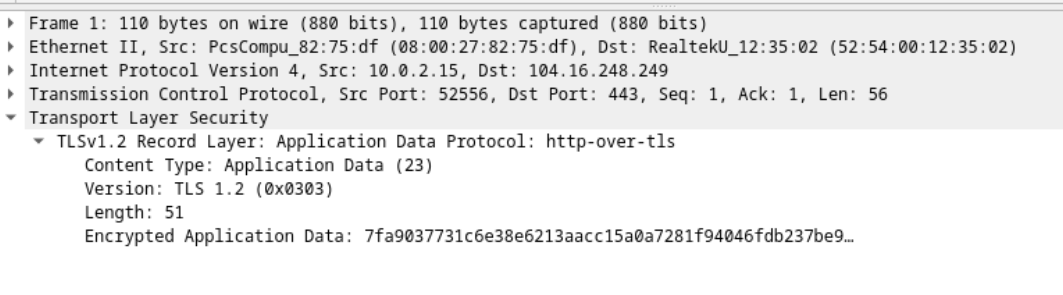 Frame 1: 110 bytes on wire (880 bits), 110 bytes captured (880 bits)
Ethernet II, Src: PcsCompu_82:75:df (08:00:27:82:75:df), Dst: RealtekU_12:35:02 (52:54:00:12:35:02)
Internet Protocol Version 4, Src: 10.0.2.15, Dst: 104.16.248.249
Transmission Control Protocol, Src Port: 52556, Dst Port: 443, Seq: 1, Ack: 1, Len: 56
Transport Layer Security
TLSv1.2 Record Layer: Application Data Protocol: http-over-tls
Content Type: Application Data (23)
Version: TLS 1.2 (0x0303)
Length: 51
Encrypted Application Data: 7fa9037731c6e38e6213aacc15a0a7281f94046fdb237be9…